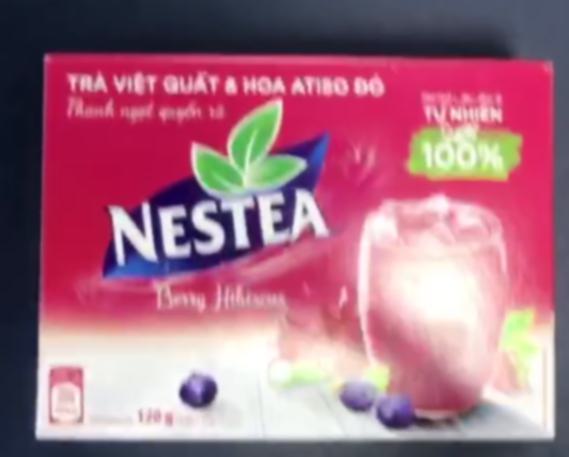 TRÀ VIỆT QUẤT & HOA ATISO ĐỎ
Thanh ngọt quyến rũ
TỰ NHIÊN
100%
NESTEA
Berry Hibiscus
120 g